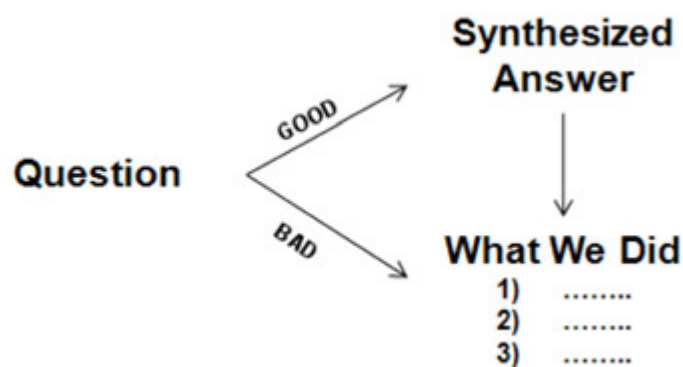 Synthesized
Answer
GOOD
Question
BAD
What We Did
1) ........
2) ........
3) ........